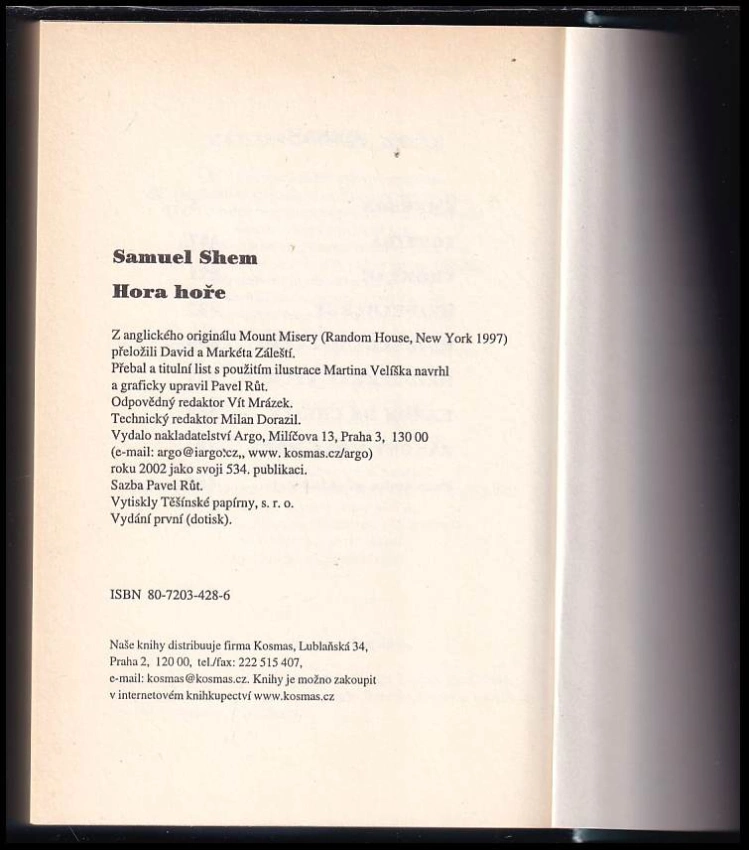 Samuel Shem
Hora hoře
Z anglického originálu Mount Misery (Random House, New York 1997)
přeložili David a Markéta Záleští.
Přebal a titulní list s použitím ilustrace Martina Velíška navrhl
a graficky upravil Pavel Růt.
Odpovědný redaktor Vít Mrázek.
Technický redaktor Milan Dorazil.
Vydalo nakladatelství Argo, Milíčova 13, Praha 3, 130 00
(e-mail: argo@iargo:cz,, www. kosmas.cz/argo)
roku 2002 jako svoji 534. publikaci.
Sazba Pavel Růt.
Vytiskly Těšínské papírny, s. r. o.
Vydání první (dotisk).
ISBN 80-7203-428-6
Naše knihy distribuuje firma Kosmas, Lublaňská 34,
Praha 2, 120 00, tel./fax: 222 515 407,
e-mail: kosmas@kosmas.cz. Knihy je možno zakoupit
v internetovém knihkupectví www.kosmas.cz